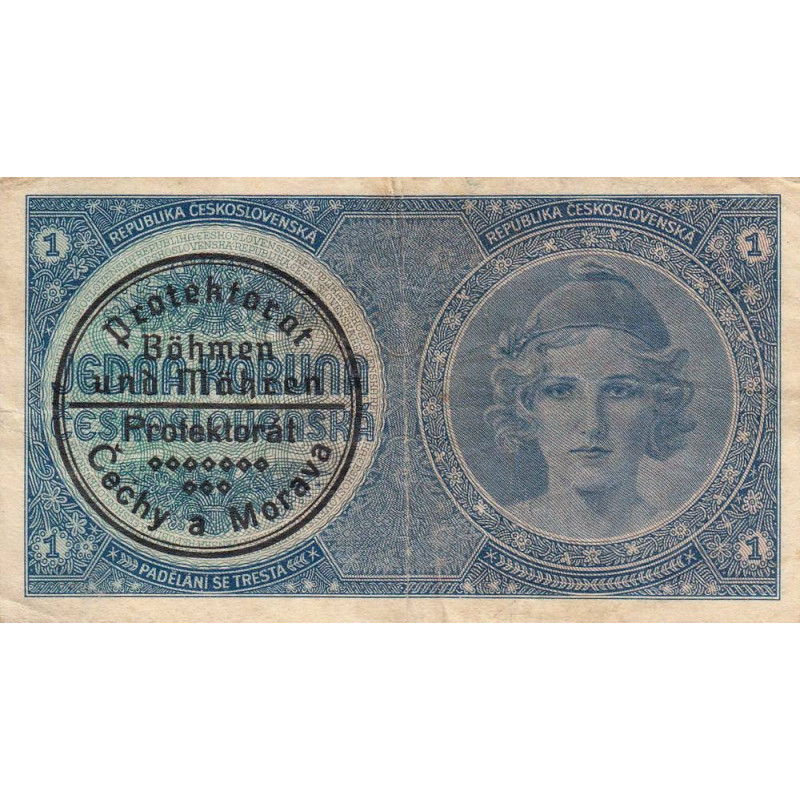 REPUBLIKA ČESKOSLOVENSKÁ
REPUBLIKA ČESKOSLOVENSKÁ
1
1
Protektorat
Böhmen
und Mähren
Protektorát
Čechy a Morava
JEDNA KORUNA
ČESKOSLOVENSKÁ
1
1
PADĚLÁNÍ SE TRESTÁ